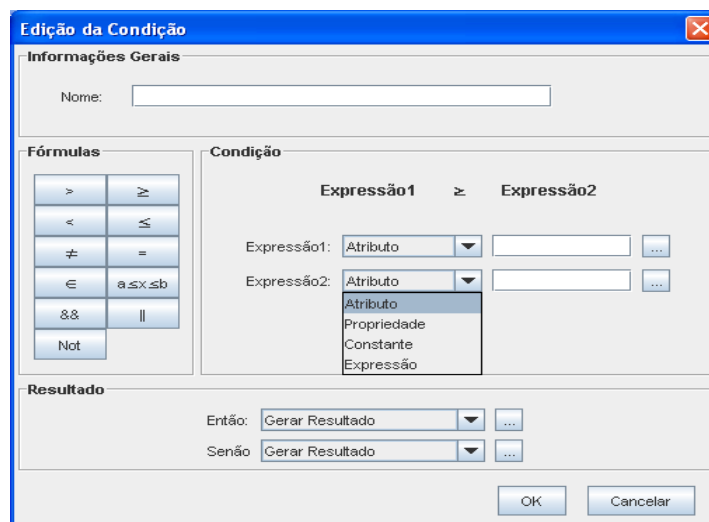 Edição da Condição
Informações Gerais
Nome:
Fórmulas
> ≥
< ≤
≠ =
∈ a≤x≤b
&& ||
Not
Condição
Expressão1 ≥ Expressão2
Expressão1: Atributo ...
Expressão2: Atributo ...
Atributo
Propriedade
Constante
Expressão
Resultado
Então: Gerar Resultado ...
Senão Gerar Resultado ...
OK Cancelar